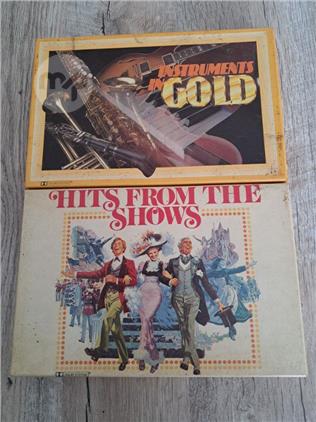 INSTRUMENTS
IN GOLD
HITS FROM THE
SHOWS